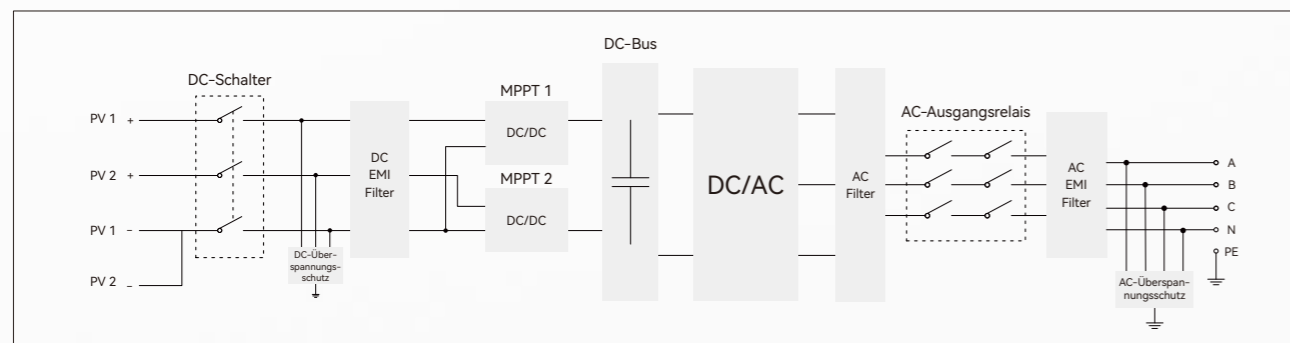 DC-Schalter
PV 1 +
PV 2 +
PV 1 –
PV 2 –
DC-Über-
spannungs-
schutz
DC
EMI
Filter
MPPT 1
DC/DC
MPPT 2
DC/DC
DC-Bus
DC/AC
AC
Filter
AC-Ausgangsrelais
AC
EMI
Filter
A
B
C
N
PE
AC-Überspan-
nungsschutz